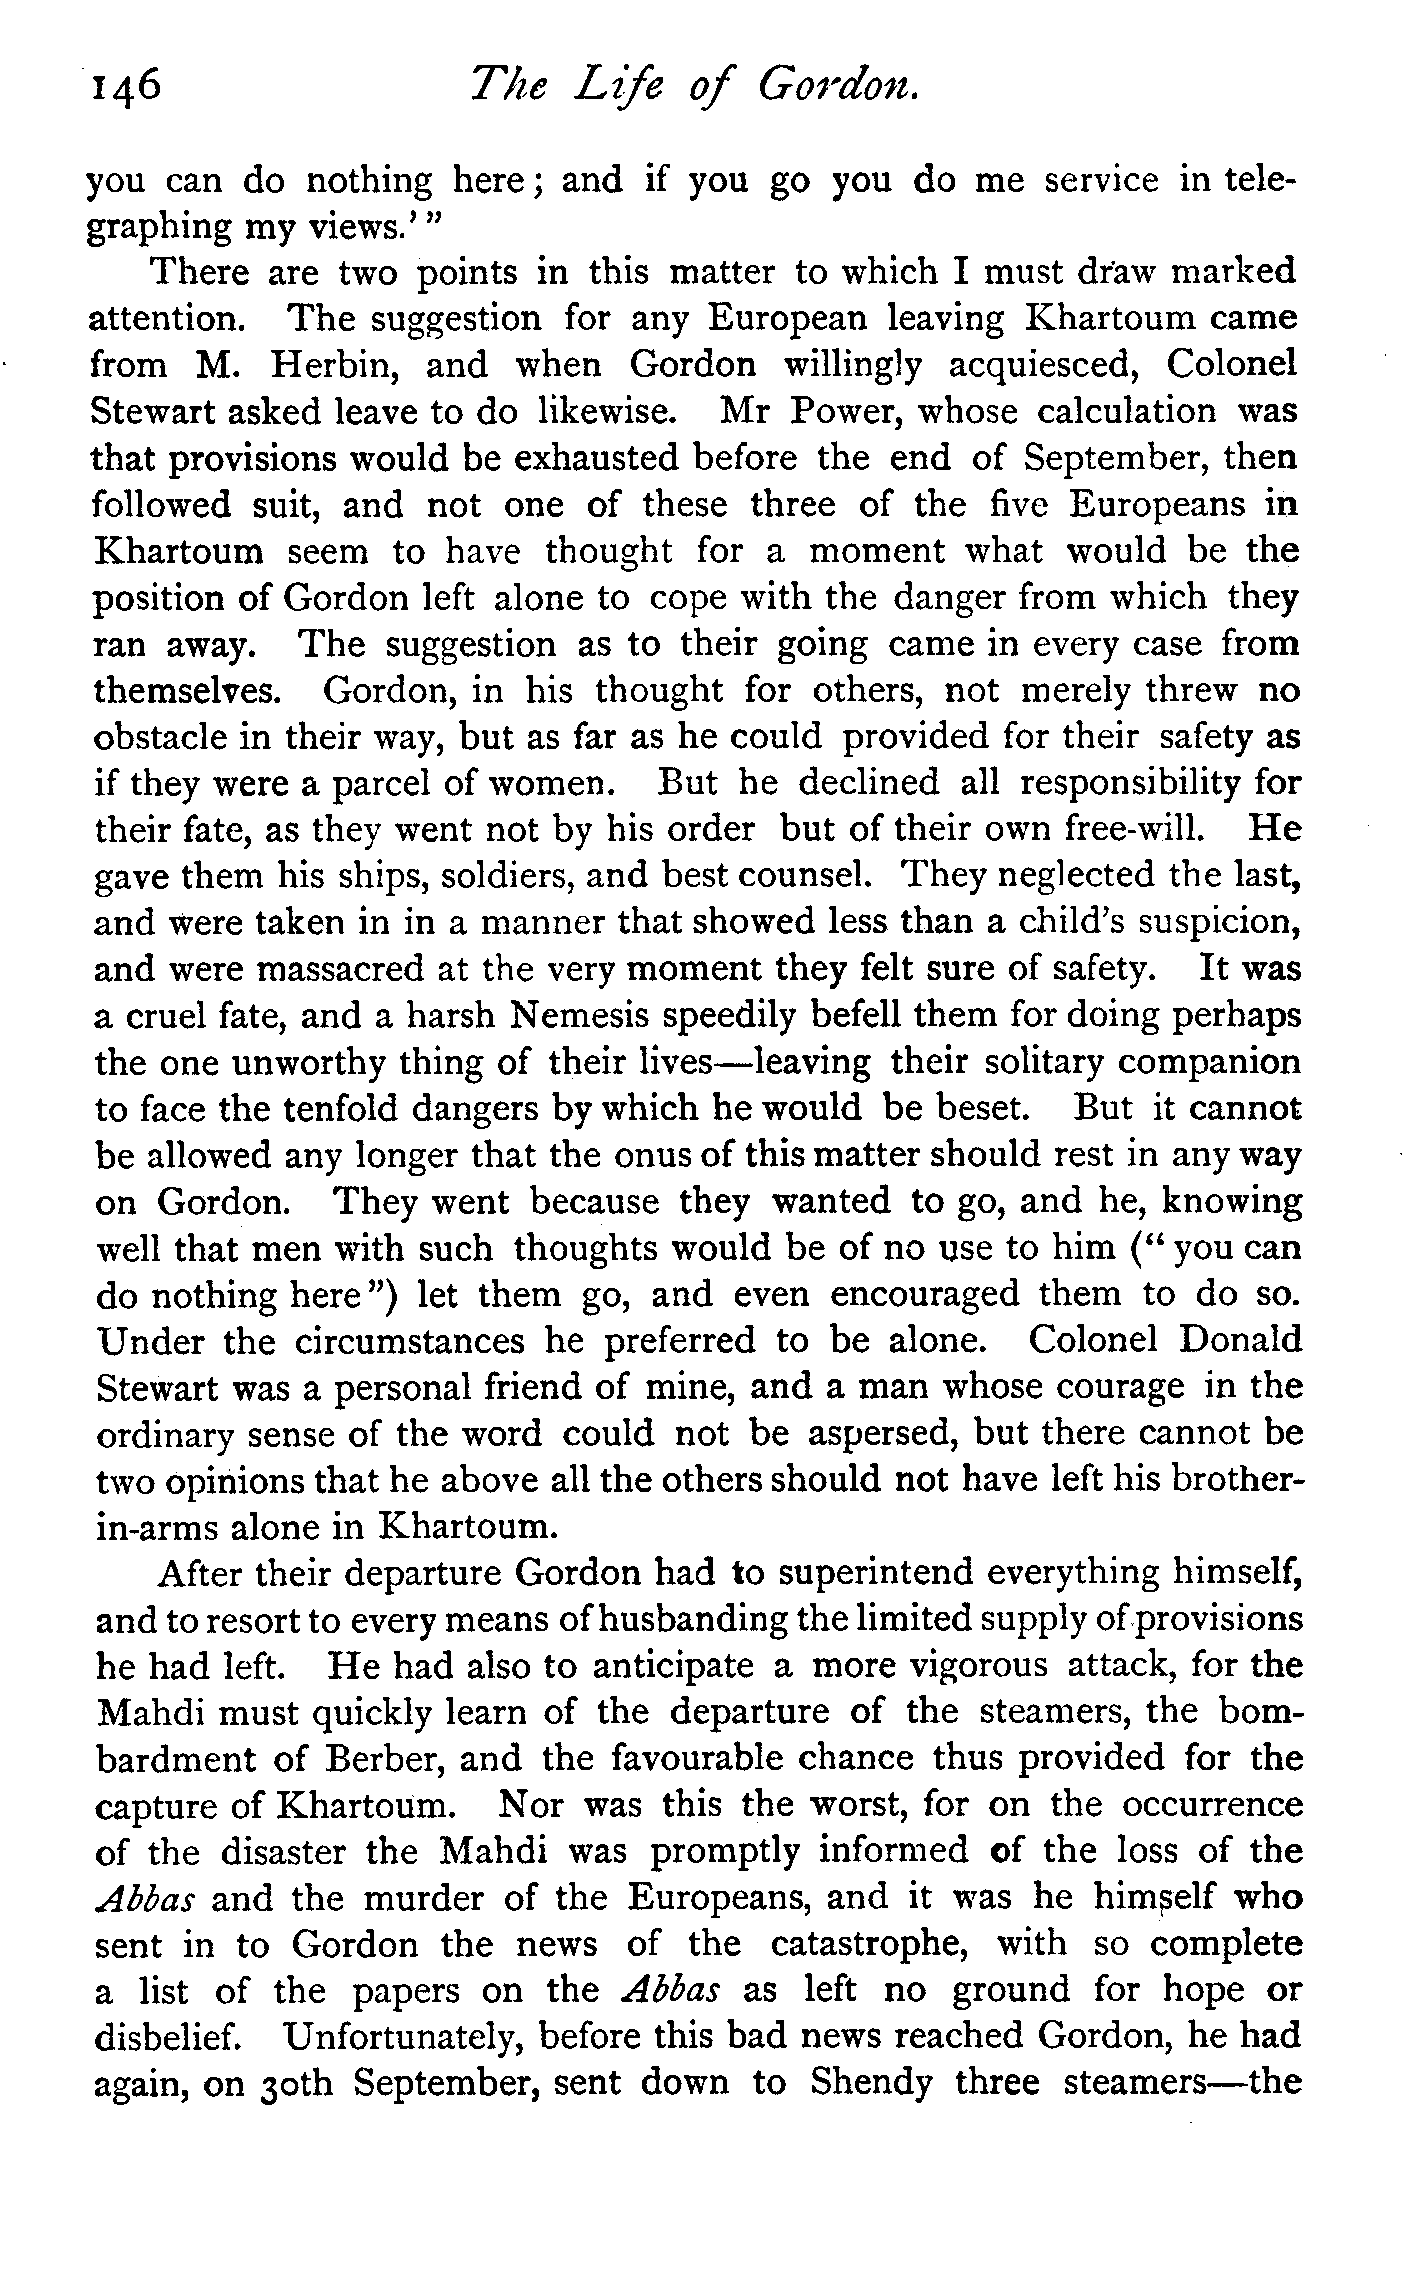 146 The Life of Gordon.
you can do nothing here; and if you go you do me service in tele-
graphing my views.' "
There are two points in this matter to which I must draw marked
attention. The suggestion for any European leaving Khartoum came
from M. Herbin, and when Gordon willingly acquiesced, Colonel
Stewart asked leave to do likewise. Mr Power, whose calculation was
that provisions would be exhausted before the end of September, then
followed suit, and not one of these three of the five Europeans in
Khartoum seem to have thought for a moment what would be the
position of Gordon left alone to cope with the danger from which they
ran away. The suggestion as to their going came in every case from
themselves. Gordon, in his thought for others, not merely threw no
obstacle in their way, but as far as he could provided for their safety as
if they were a parcel of women. But he declined all responsibility for
their fate, as they went not by his order but of their own free-will. He
gave them his ships, soldiers, and best counsel. They neglected the last,
and were taken in in a manner that showed less than a child's suspicion,
and were massacred at the very moment they felt sure of safety. It was
a cruel fate, and a harsh Nemesis speedily befell them for doing perhaps
the one unworthy thing of their lives—leaving their solitary companion
to face the tenfold dangers by which he would be beset. But it cannot
be allowed any longer that the onus of this matter should rest in any way
on Gordon. They went because they wanted to go, and he, knowing
well that men with such thoughts would be of no use to him (“ you can
do nothing here ”) let them go, and even encouraged them to do so.
Under the circumstances he preferred to be alone. Colonel Donald
Stewart was a personal friend of mine, and a man whose courage in the
ordinary sense of the word could not be aspersed, but there cannot be
two opinions that he above all the others should not have left his brother-
in-arms alone in Khartoum.
After their departure Gordon had to superintend everything himself,
and to resort to every means of husbanding the limited supply of provisions
he had left. He had also to anticipate a more vigorous attack, for the
Mahdi must quickly learn of the departure of the steamers, the bom-
bardment of Berber, and the favourable chance thus provided for the
capture of Khartoum. Nor was this the worst, for on the occurrence
of the disaster the Mahdi was promptly informed of the loss of the
Abbas and the murder of the Europeans, and it was he himself who
sent in to Gordon the news of the catastrophe, with so complete
a list of the papers on the Abbas as left no ground for hope or
disbelief. Unfortunately, before this bad news reached Gordon, he had
again, on 30th September, sent down to Shendy three steamers—the